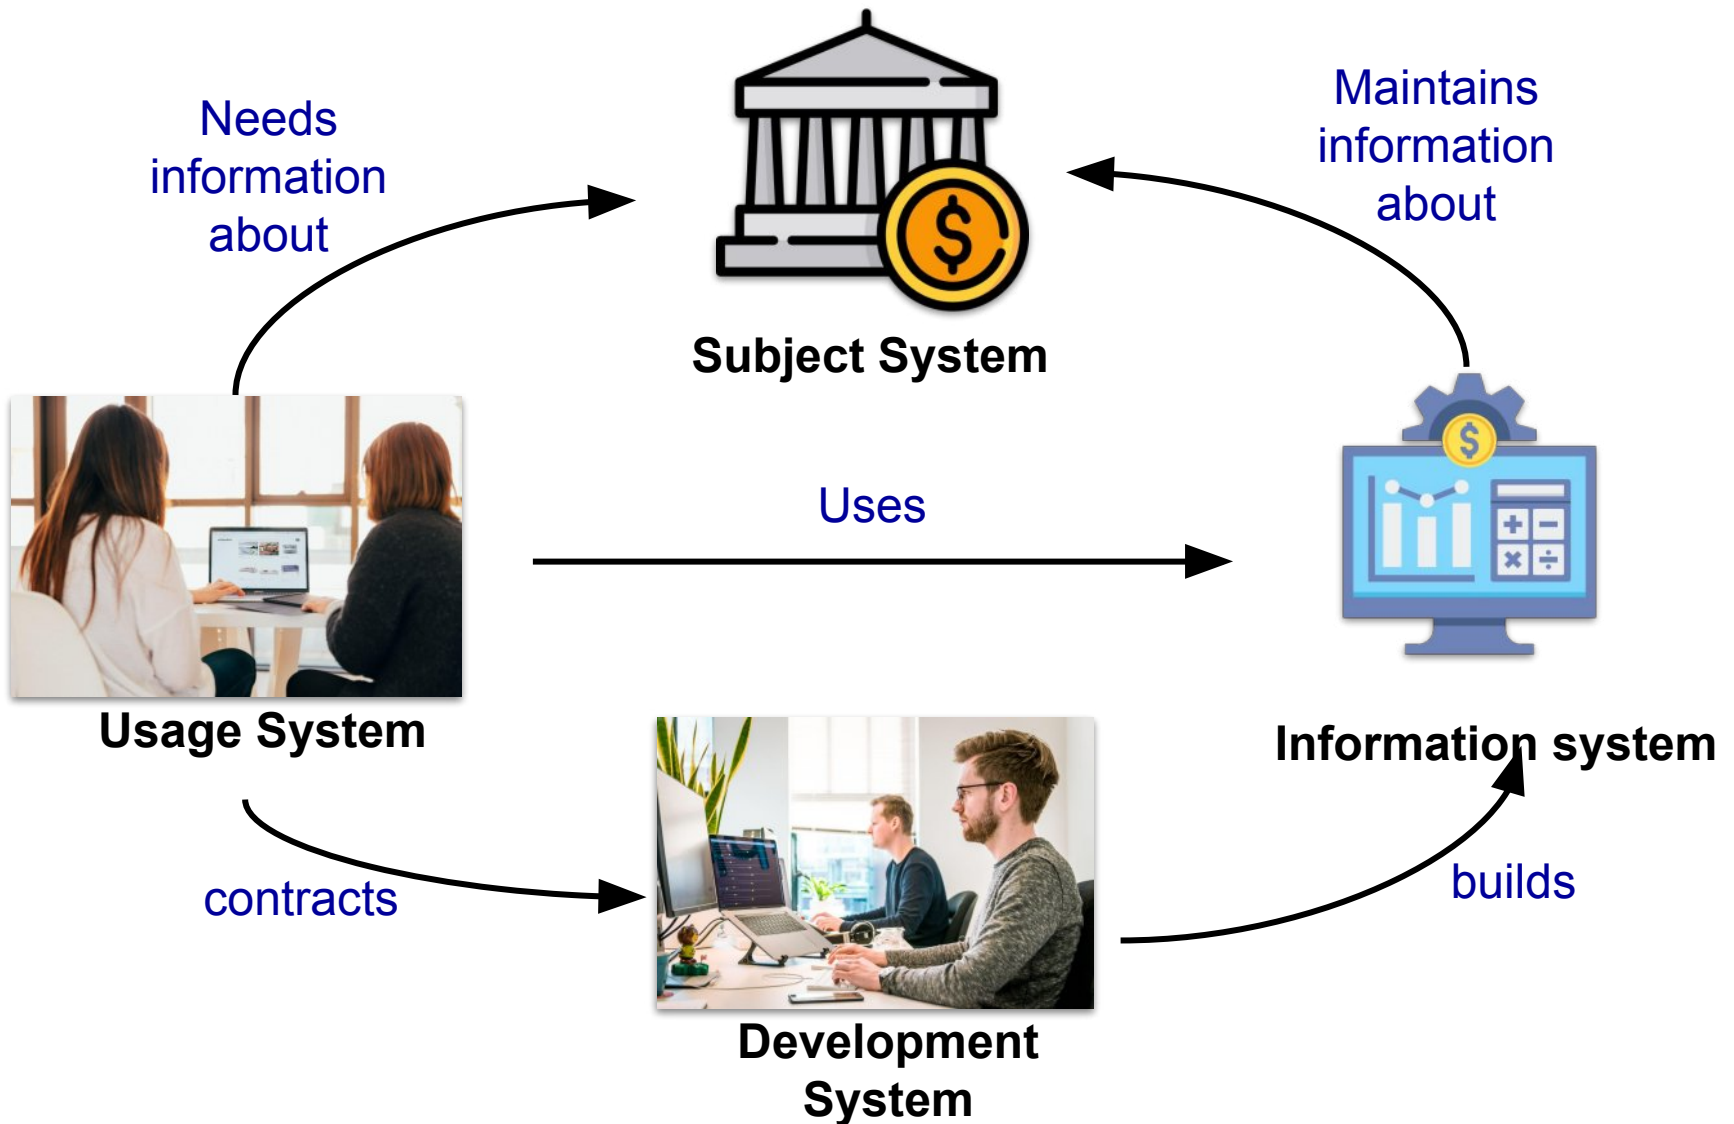 Needs
information
about
Maintains
information
about
$
Subject System
$
Uses
Usage System
Information system
contracts
builds
Development
System